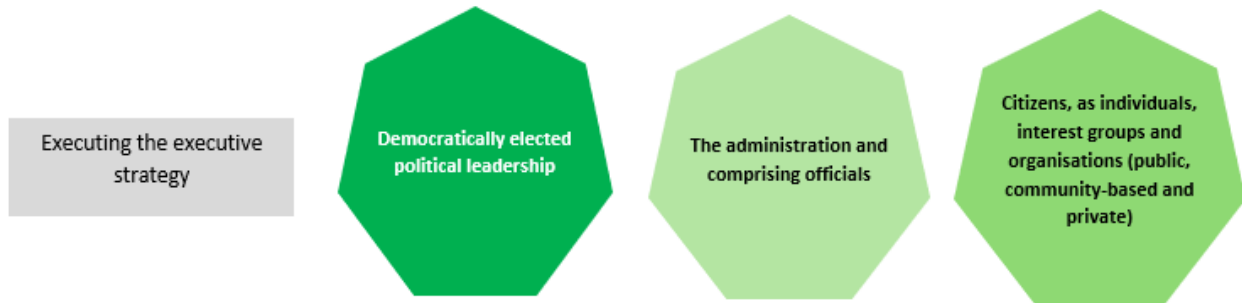 Executing the executive
strategy
Democratically elected
political leadership
The administration and
comprising officials
Citizens, as individuals,
interest groups and
organisations (public,
community-based and
private)